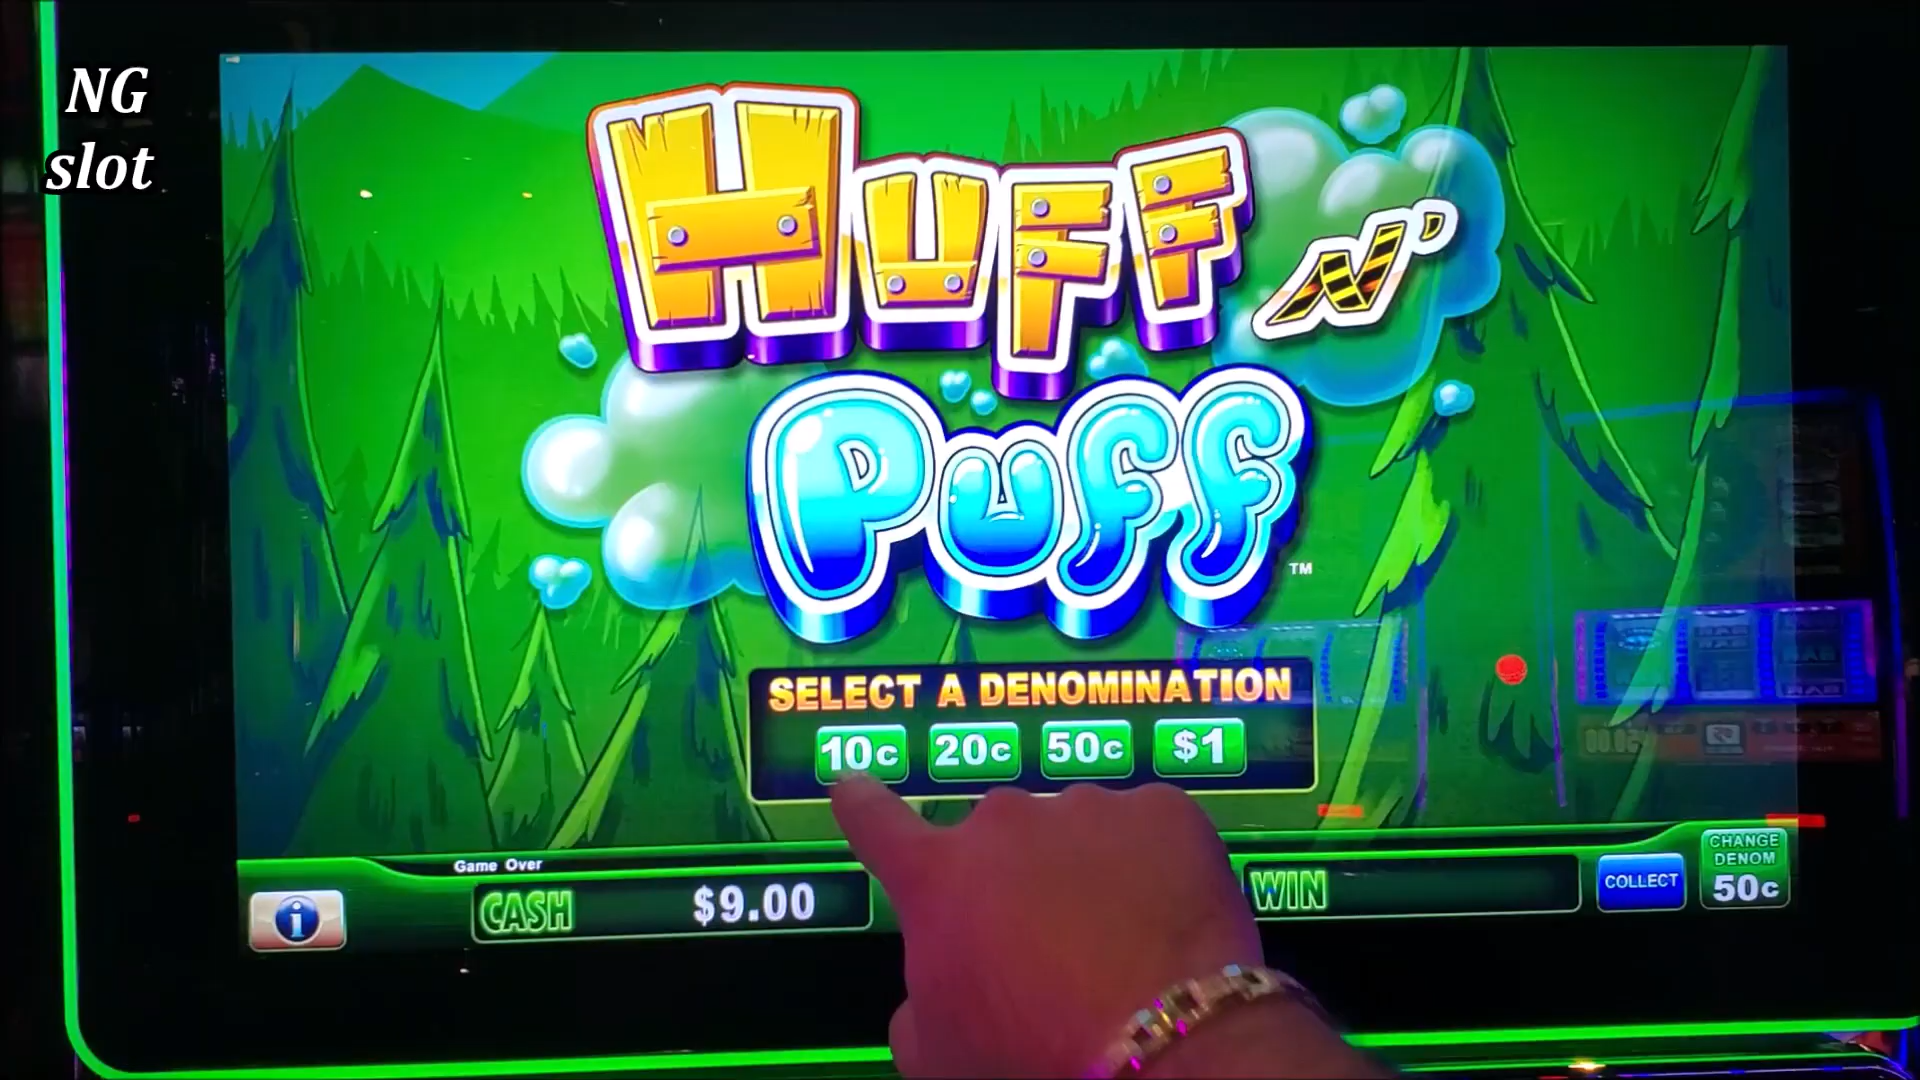 NG
slot
HUFF N'
PUFF
TM
SELECT A DENOMINATION
10c 20c 50c $1
Game Over
CASH $9.00
WIN
COLLECT
CHANGE
DENOM
50c
i